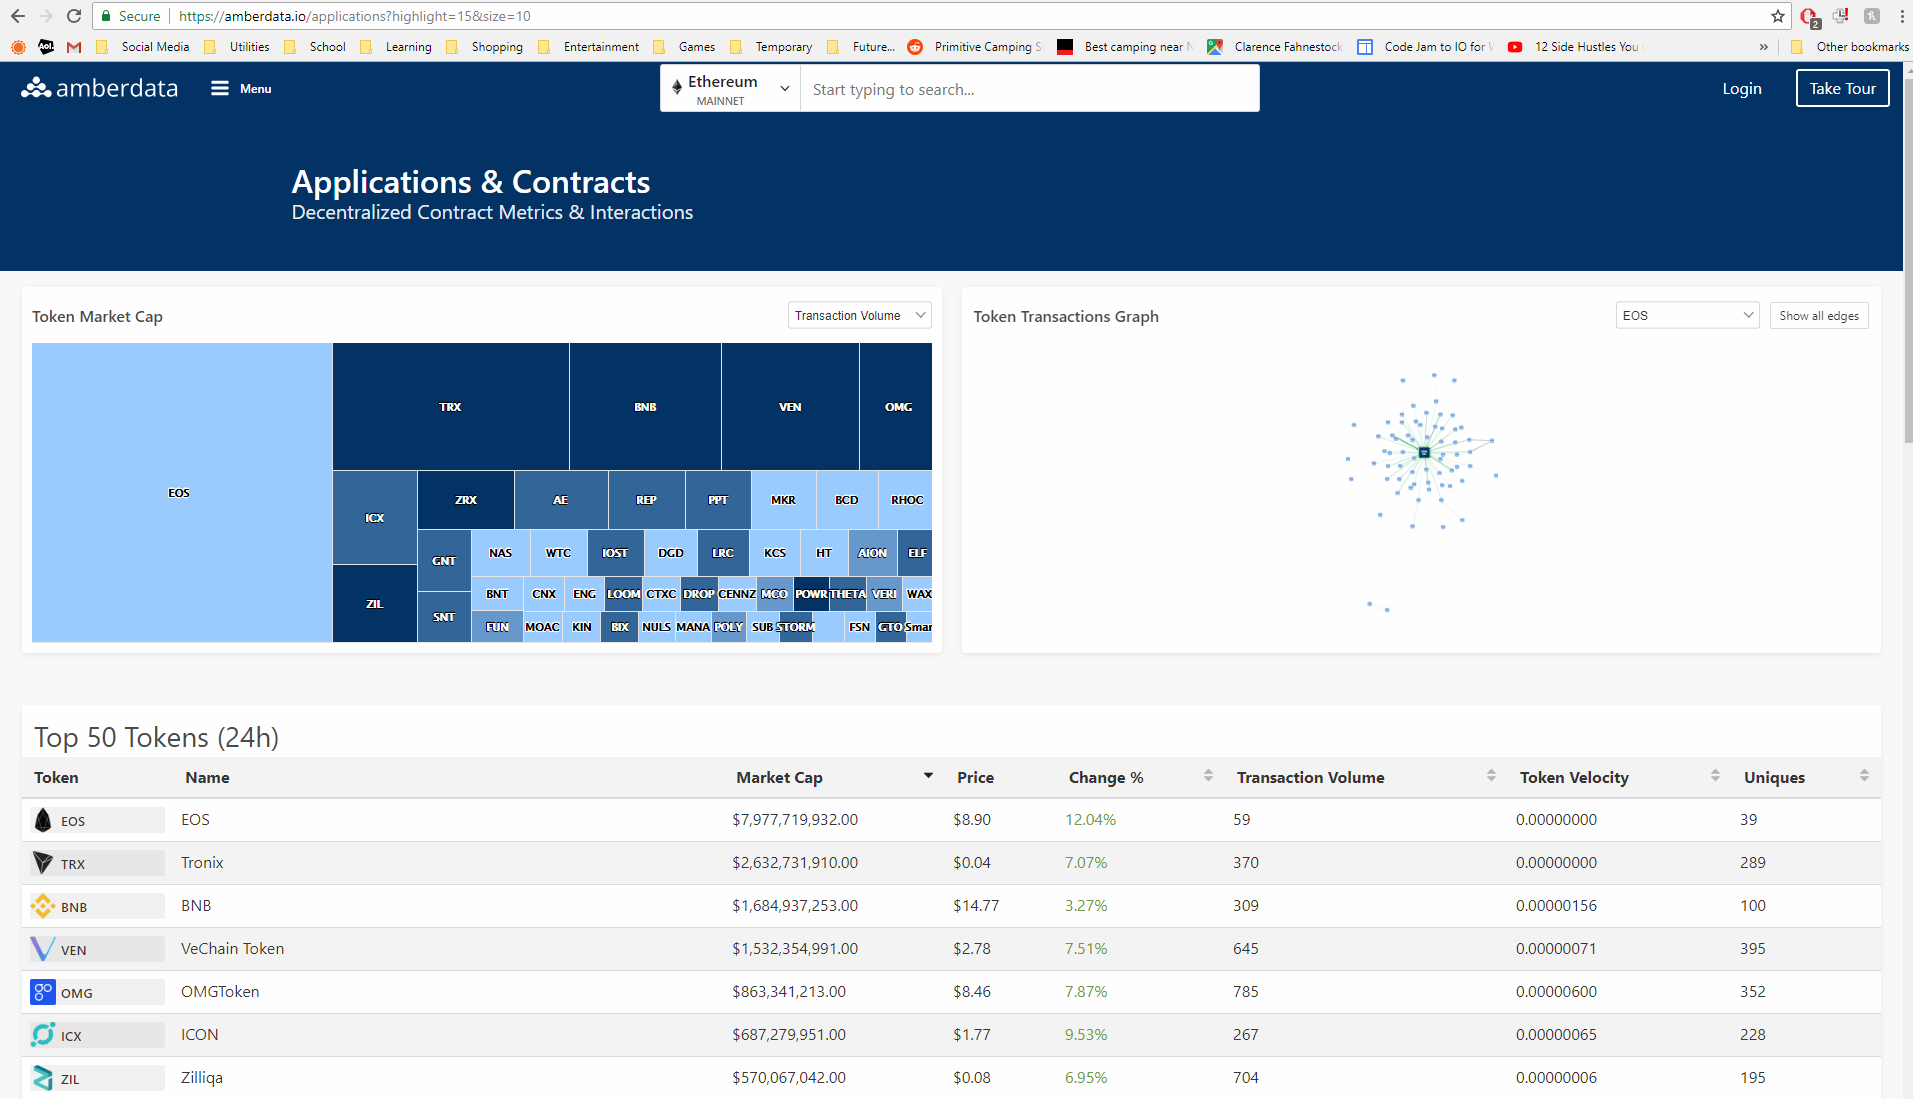 Secure https://amberdata.io/applications?highlight=15&size=10
2
Aol. Social Media Utilities School Learning Shopping Entertainment Games Temporary Future... Primitive Camping Best camping near Clarence Fahnestock Code Jam to IO for 12 Side Hustles You » Other bookmarks
amberdata Menu Ethereum MAINNET Start typing to search... Login Take Tour
Applications & Contracts
Decentralized Contract Metrics & Interactions
Token Market Cap Transaction Volume
EOS
TRX BNB VEN OMG
ICX ZRX AE REP PPT MKR BCD RHOC
GNT NAS WTC IOST DGD LRC KCS HT AION ELF
ZIL BNT CNX ENG LOOM CTXC DROP CENNZ MCO POWR THETA VERI WAX
SNT FUN MOAC KIN BIX NULS MANA POLY SUB STORM FSN GTO Smar
Token Transactions Graph EOS Show all edges
Top 50 Tokens (24h)
Token Name Market Cap Price Change % Transaction Volume Token Velocity Uniques
EOS EOS $7,977,719,932.00 $8.90 12.04% 59 0.00000000 39
TRX Tronix $2,632,731,910.00 $0.04 7.07% 370 0.00000000 289
BNB BNB $1,684,937,253.00 $14.77 3.27% 309 0.00000156 100
VEN VeChain Token $1,532,354,991.00 $2.78 7.51% 645 0.00000071 395
OMG OMGToken $863,341,213.00 $8.46 7.87% 785 0.00000600 352
ICX ICON $687,279,951.00 $1.77 9.53% 267 0.00000065 228
ZIL Zilliqa $570,067,042.00 $0.08 6.95% 704 0.00000006 195